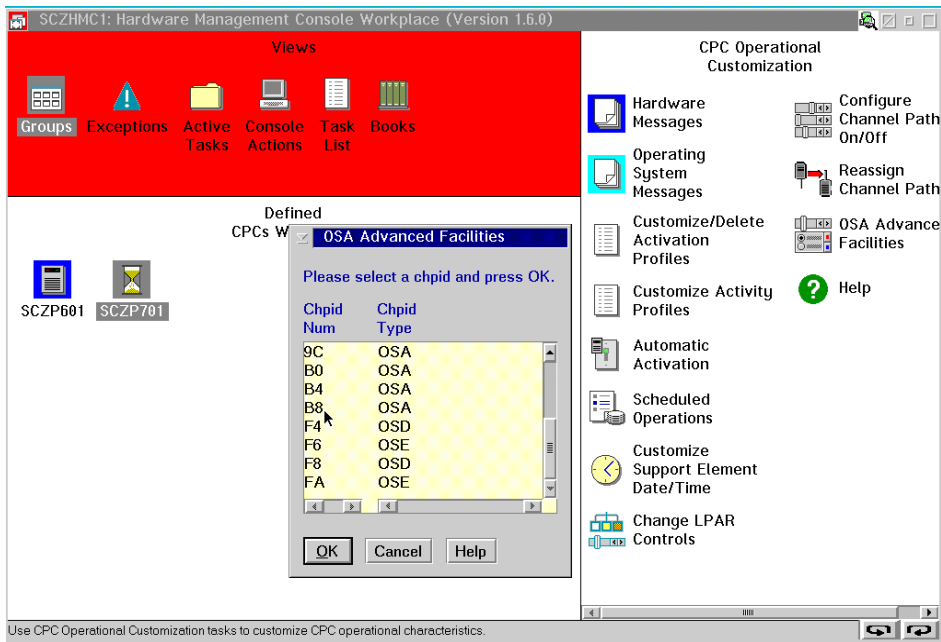 SCZHMC1: Hardware Management Console Workplace (Version 1.6.0)
Views
Groups
Exceptions
Active
Tasks
Console
Actions
Task
List
Books
Defined
CPCs W
SCZP601
SCZP701
OSA Advanced Facilities
Please select a chpid and press OK.
Chpid Chpid
Num Type
9C OSA
B0 OSA
B4 OSA
B8 OSA
F4 OSD
F6 OSE
F8 OSD
FA OSE
OK Cancel Help
CPC Operational
Customization
Hardware
Messages
Operating
System
Messages
Customize/Delete
Activation
Profiles
Customize Activity
Profiles
Automatic
Activation
Scheduled
Operations
Customize
Support Element
Date/Time
Change LPAR
Controls
Configure
Channel Path
On/Off
Reassign
Channel Path
OSA Advance
Facilities
Help
Use CPC Operational Customization tasks to customize CPC operational characteristics.